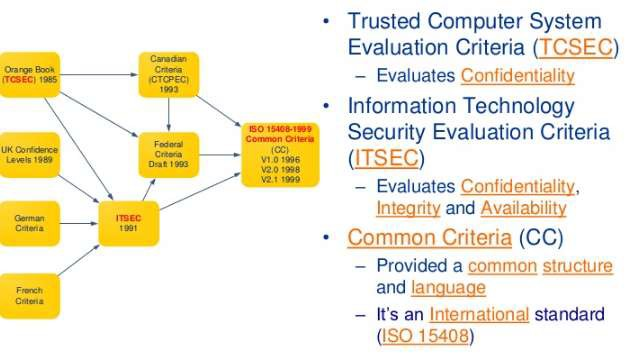 Orange Book
(TCSEC) 1985
Canadian
Criteria
(CTCPEC)
1993
UK Confidence
Levels 1989
Federal
Criteria
Draft 1993
ISO 15408-1999
Common Criteria
(CC)
V1.0 1996
V2.0 1998
V2.1 1999
German
Criteria
ITSEC
1991
French
Criteria
• Trusted Computer System
Evaluation Criteria (TCSEC)
– Evaluates Confidentiality
• Information Technology
Security Evaluation Criteria
(ITSEC)
– Evaluates Confidentiality,
Integrity and Availability
• Common Criteria (CC)
– Provided a common structure
and language
– It's an International standard
(ISO 15408)